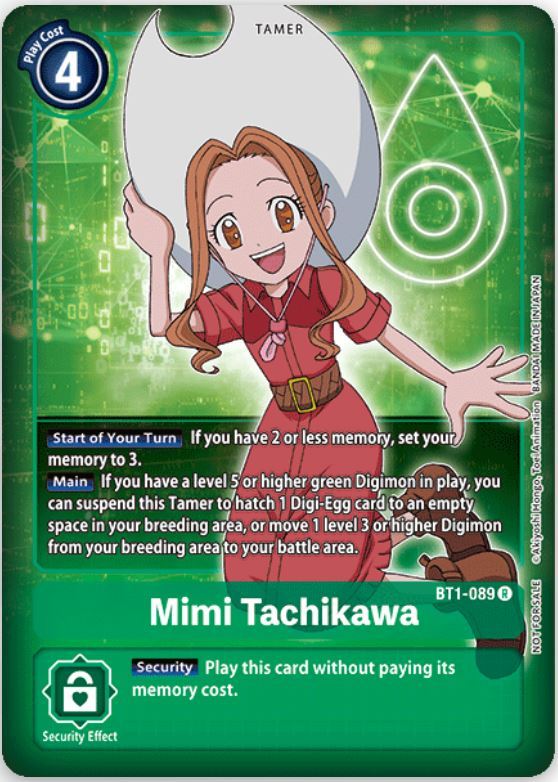 Play Cost
4
TAMER
Start of Your Turn If you have 2 or less memory, set your
memory to 3.
Main If you have a level 5 or higher green Digimon in play, you
can suspend this Tamer to hatch 1 Digi-Egg card to an empty
space in your breeding area, or move 1 level 3 or higher Digimon
from your breeding area to your battle area.
BT1-089 R
Mimi Tachikawa
Security Play this card without paying its
memory cost.
Security Effect
NOT FOR SALE ©Akiyoshi Hongo, Toei Animation BANDAI MADE IN JAPAN